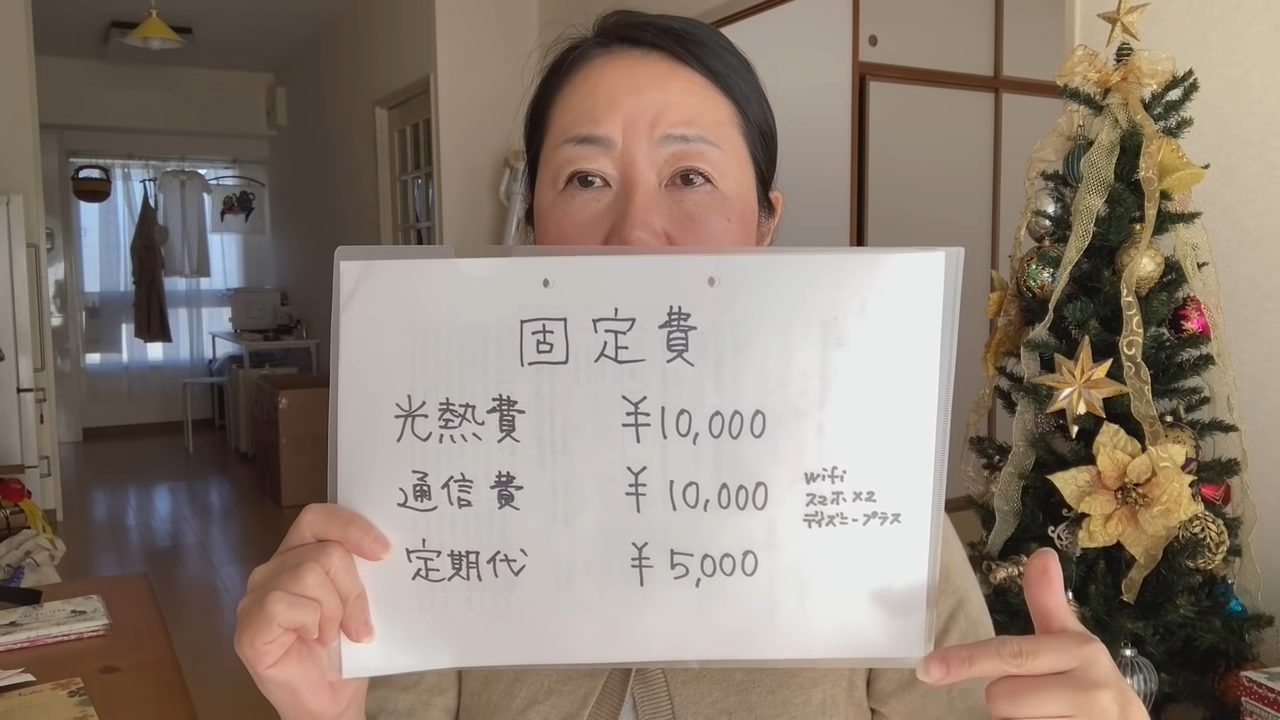 固定費
光熱費 ¥10,000
通信費 ¥10,000
wifi
スマホ×2
ディズニープラス
定期代 ¥5,000